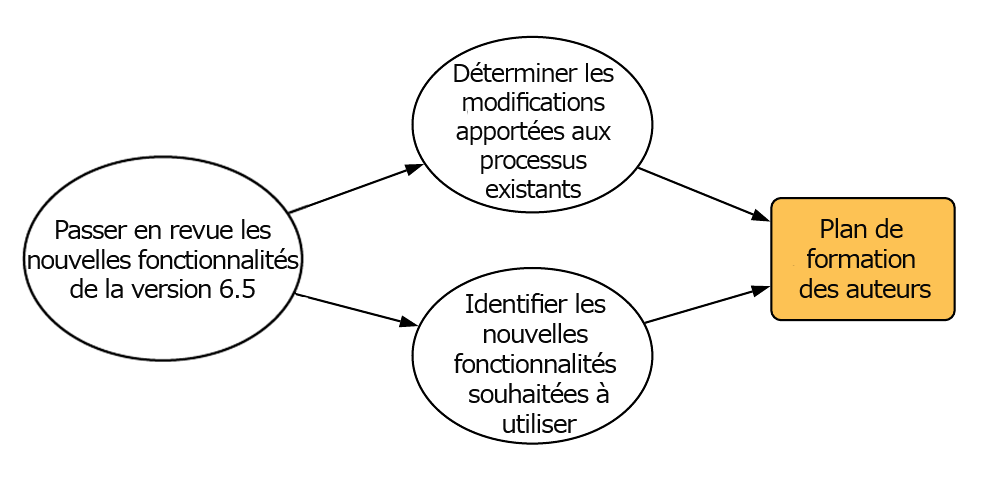 Passer en revue les
nouvelles fonctionnalités
de la version 6.5
Déterminer les
modifications
apportées aux
processus
existants
Identifier les
nouvelles
fonctionnalités
souhaitées à
utiliser
Plan de
formation
des auteurs